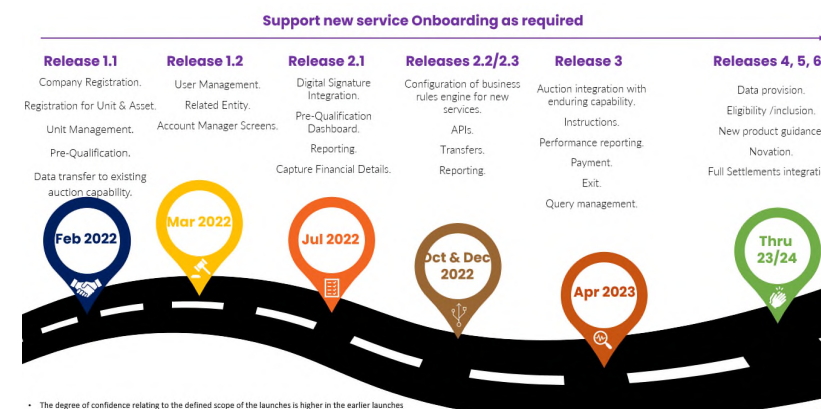 Support new service Onboarding as required
Release 1.1
Company Registration.
Registration for Unit & Asset.
Unit Management.
Pre-Qualification.
Data transfer to existing
auction capability.
Feb 2022
Release 1.2
User Management.
Related Entity.
Account Manager Screens.
Mar 2022
Release 2.1
Digital Signature
Integration.
Pre-Qualification
Dashboard.
Reporting.
Capture Financial Details.
Jul 2022
Releases 2.2/2.3
Configuration of business
rules engine for new
services.
APIs.
Transfers.
Reporting.
Oct & Dec
2022
Release 3
Auction integration with
enduring capability.
Instructions.
Performance reporting.
Payment.
Exit.
Query management.
Apr 2023
Releases 4, 5, 6
Data provision.
Eligibility /inclusion.
New product guidance
Novation.
Full Settlements integrati
Thru
23/24
• The degree of confidence relating to the defined scope of the launches is higher in the earlier launches